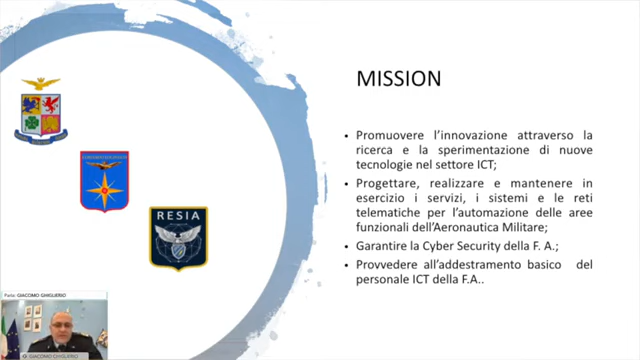 MISSION
• Promuovere l’innovazione attraverso la
ricerca e la sperimentazione di nuove
tecnologie nel settore ICT;
• Progettare, realizzare e mantenere in
esercizio i servizi, i sistemi e le reti
telematiche per l’automazione delle aree
funzionali dell’Aeronautica Militare;
• Garantire la Cyber Security della F. A.;
• Provvedere all’addestramento basico del
personale ICT della F.A..
RESIA
Parla: GIACOMO GHIGLIERIO
G. GIACOMO GHIGLIERIO